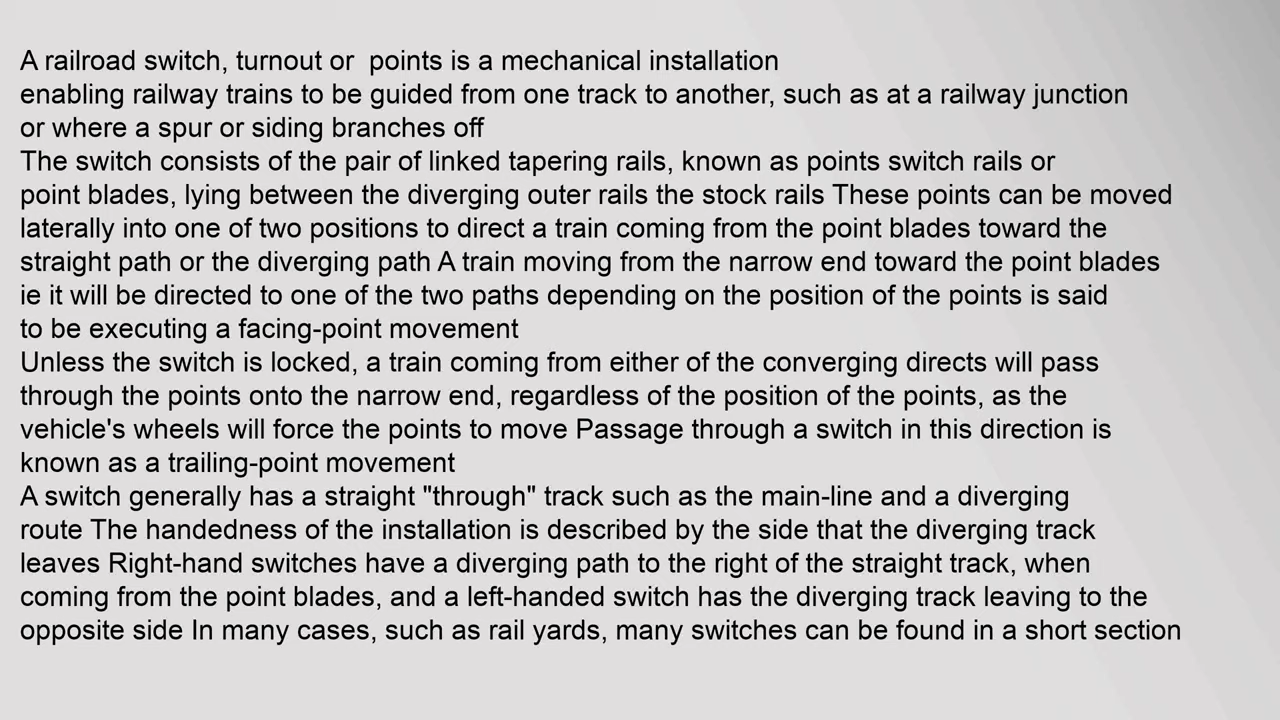 A railroad switch, turnout or  points is a mechanical installation
enabling railway trains to be guided from one track to another, such as at a railway junction
or where a spur or siding branches off
The switch consists of the pair of linked tapering rails, known as points switch rails or
point blades, lying between the diverging outer rails the stock rails These points can be moved
laterally into one of two positions to direct a train coming from the point blades toward the
straight path or the diverging path A train moving from the narrow end toward the point blades
ie it will be directed to one of the two paths depending on the position of the points is said
to be executing a facing-point movement
Unless the switch is locked, a train coming from either of the converging directs will pass
through the points onto the narrow end, regardless of the position of the points, as the
vehicle's wheels will force the points to move Passage through a switch in this direction is
known as a trailing-point movement
A switch generally has a straight "through" track such as the main-line and a diverging
route The handedness of the installation is described by the side that the diverging track
leaves Right-hand switches have a diverging path to the right of the straight track, when
coming from the point blades, and a left-handed switch has the diverging track leaving to the
opposite side In many cases, such as rail yards, many switches can be found in a short section